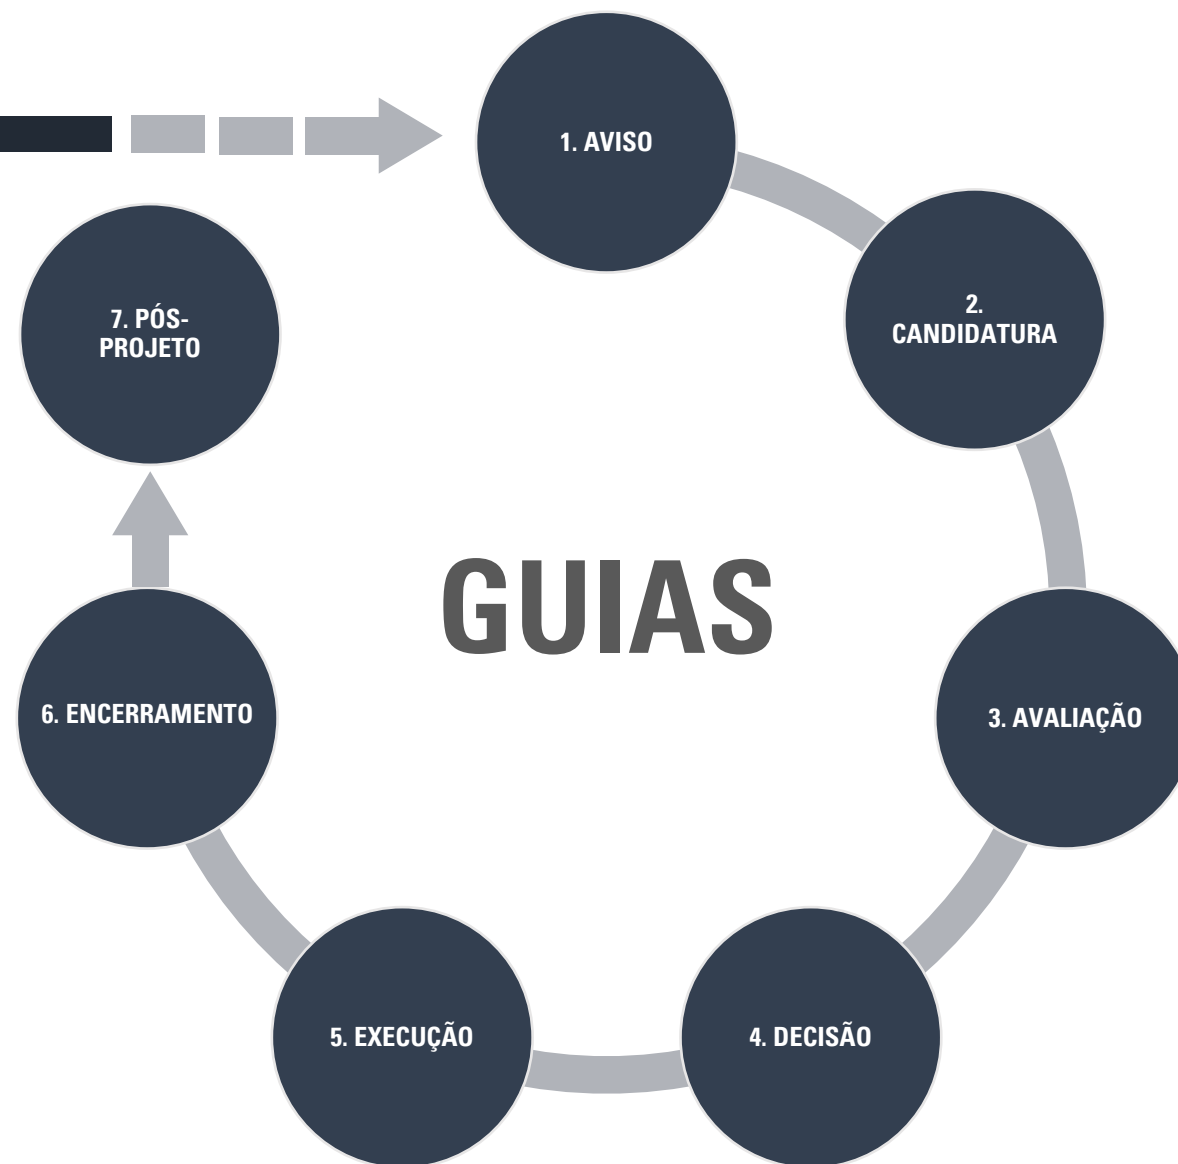 1. AVISO
2.
CANDIDATURA
3. AVALIAÇÃO
4. DECISÃO
5. EXECUÇÃO
6. ENCERRAMENTO
7. PÓS-
PROJETO
GUIAS